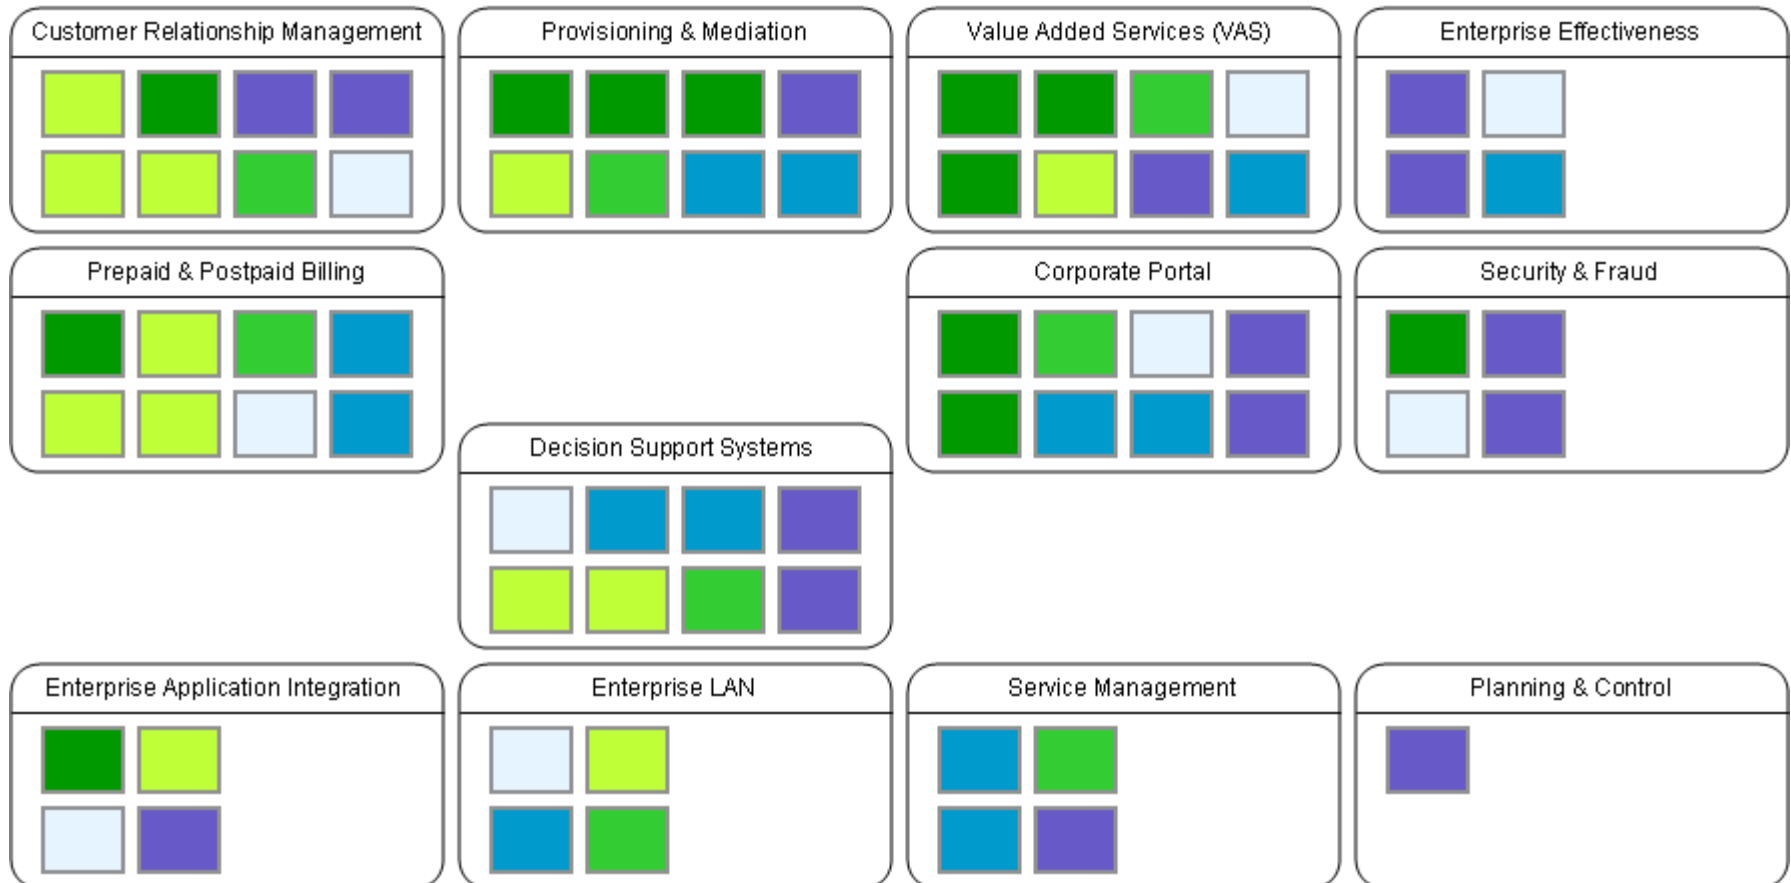 Customer Relationship Management
Provisioning & Mediation
Value Added Services (VAS)
Enterprise Effectiveness
Prepaid & Postpaid Billing
Corporate Portal
Security & Fraud
Decision Support Systems
Enterprise Application Integration
Enterprise LAN
Service Management
Planning & Control